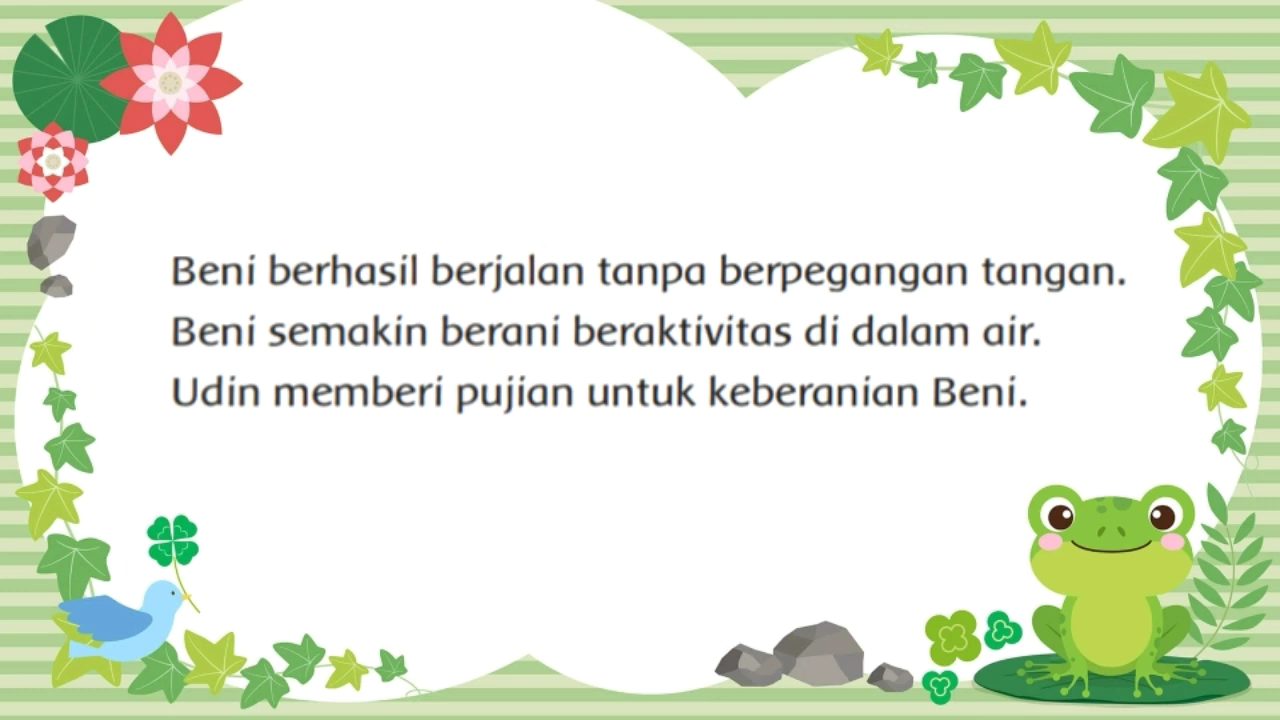 Beni berhasil berjalan tanpa berpegangan tangan.
Beni semakin berani beraktivitas di dalam air.
Udin memberi pujian untuk keberanian Beni.